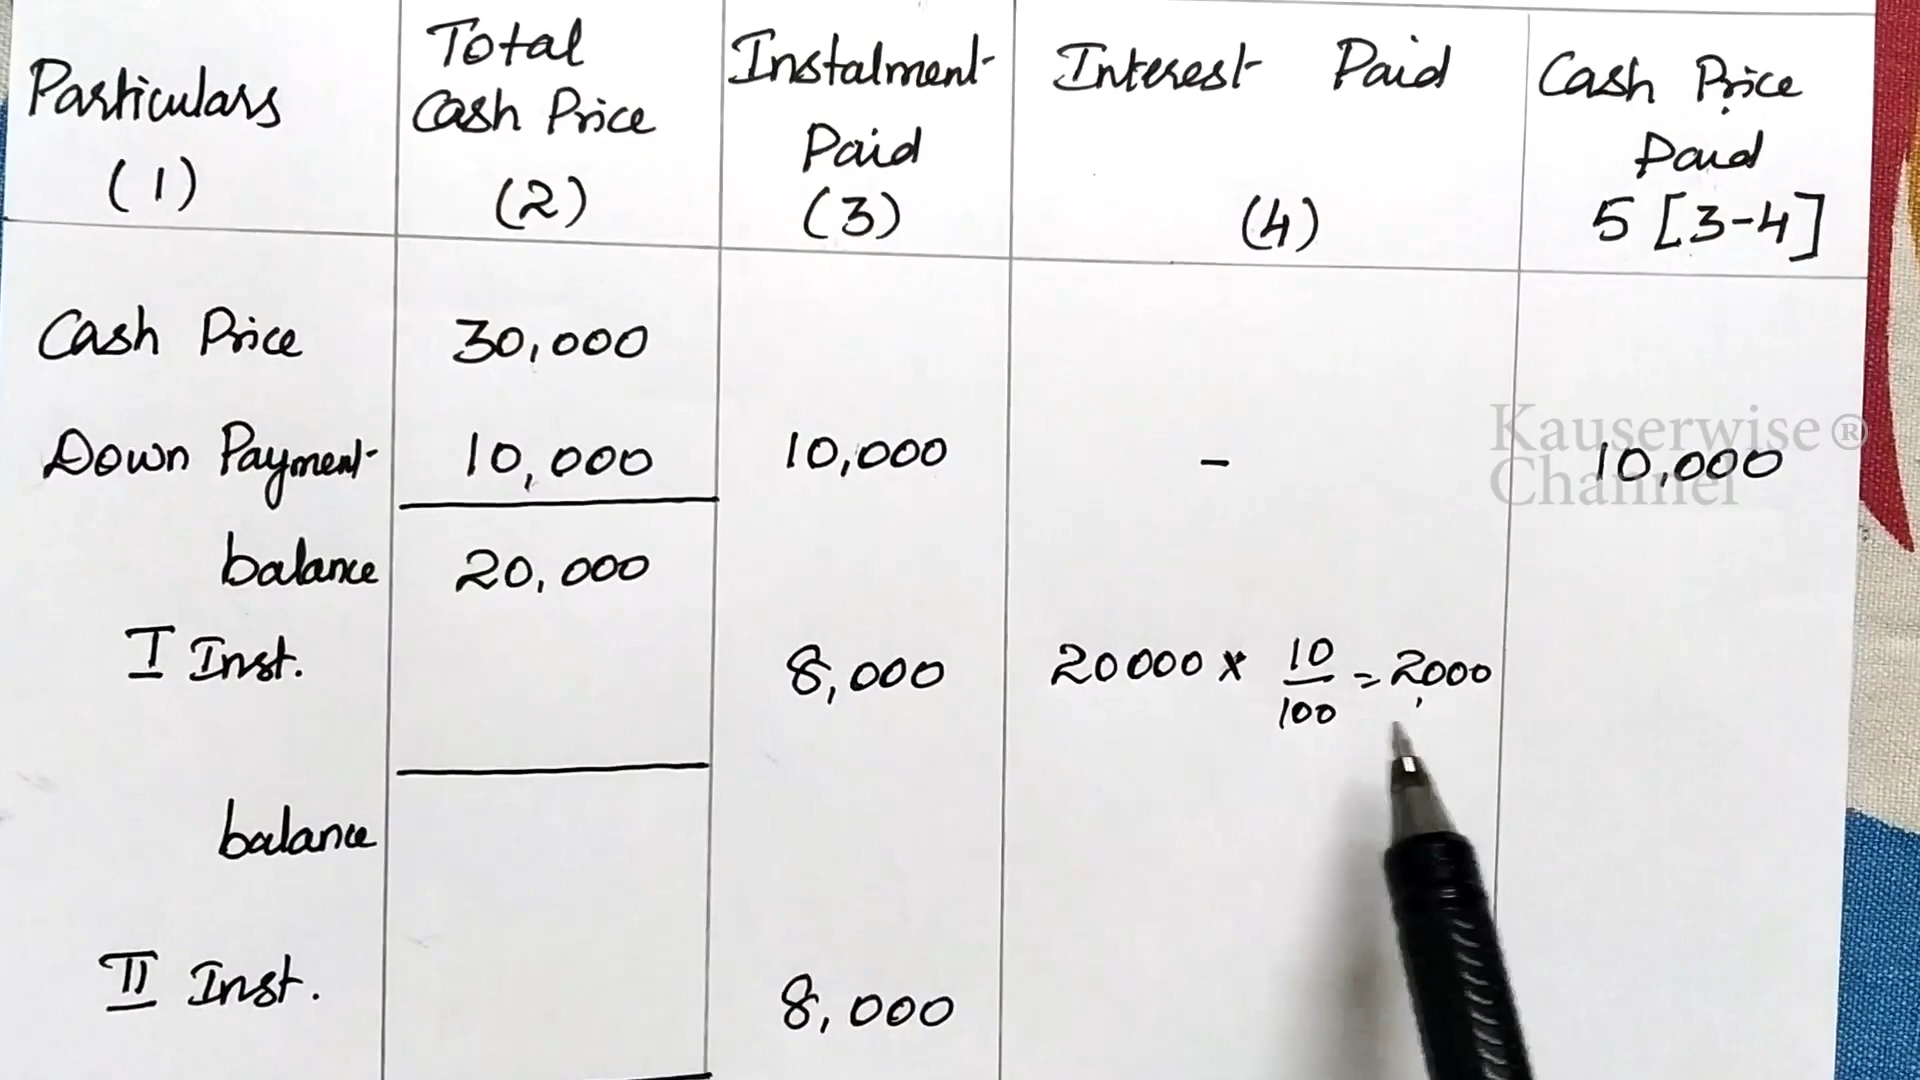 Particulars
(1)
Total
Cash Price
(2)
Instalment
Paid
(3)
Interest Paid
(4)
Cash Price
Paid
5 [3-4]
Cash Price 30,000
Down Payment 10,000 10,000 - 10,000
Kauserwise®
Channel
balance 20,000
I Inst. 8,000 20000 × 10/100 = 2,000
balance
II Inst. 8,000